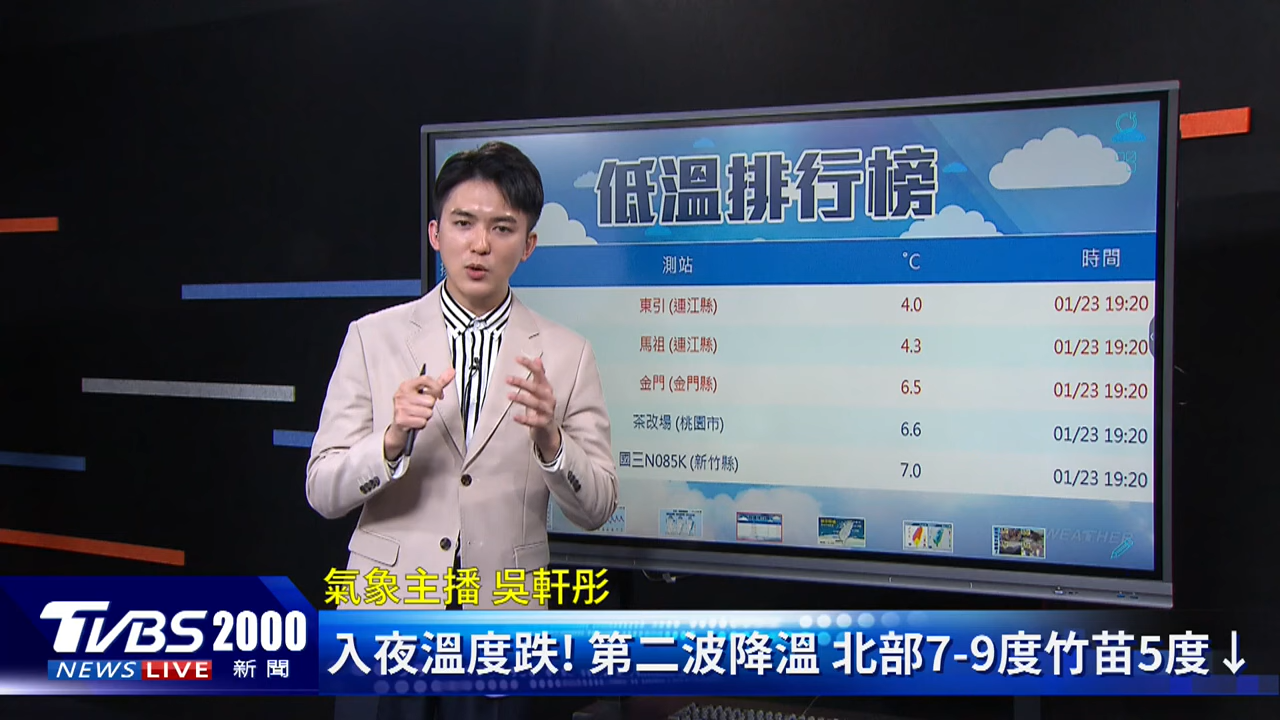 低溫排行榜
測站 °C 時間
東引 (連江縣) 4.0 01/23 19:20
馬祖 (連江縣) 4.3 01/23 19:20
金門 (金門縣) 6.5 01/23 19:20
茶改場 (桃園市) 6.6 01/23 19:20
國三N085K (新竹縣) 7.0 01/23 19:20
WEATHER
氣象主播 吳軒彤
TVBS 2000
NEWS LIVE 新聞
入夜溫度跌! 第二波降溫 北部7-9度竹苗5度↓